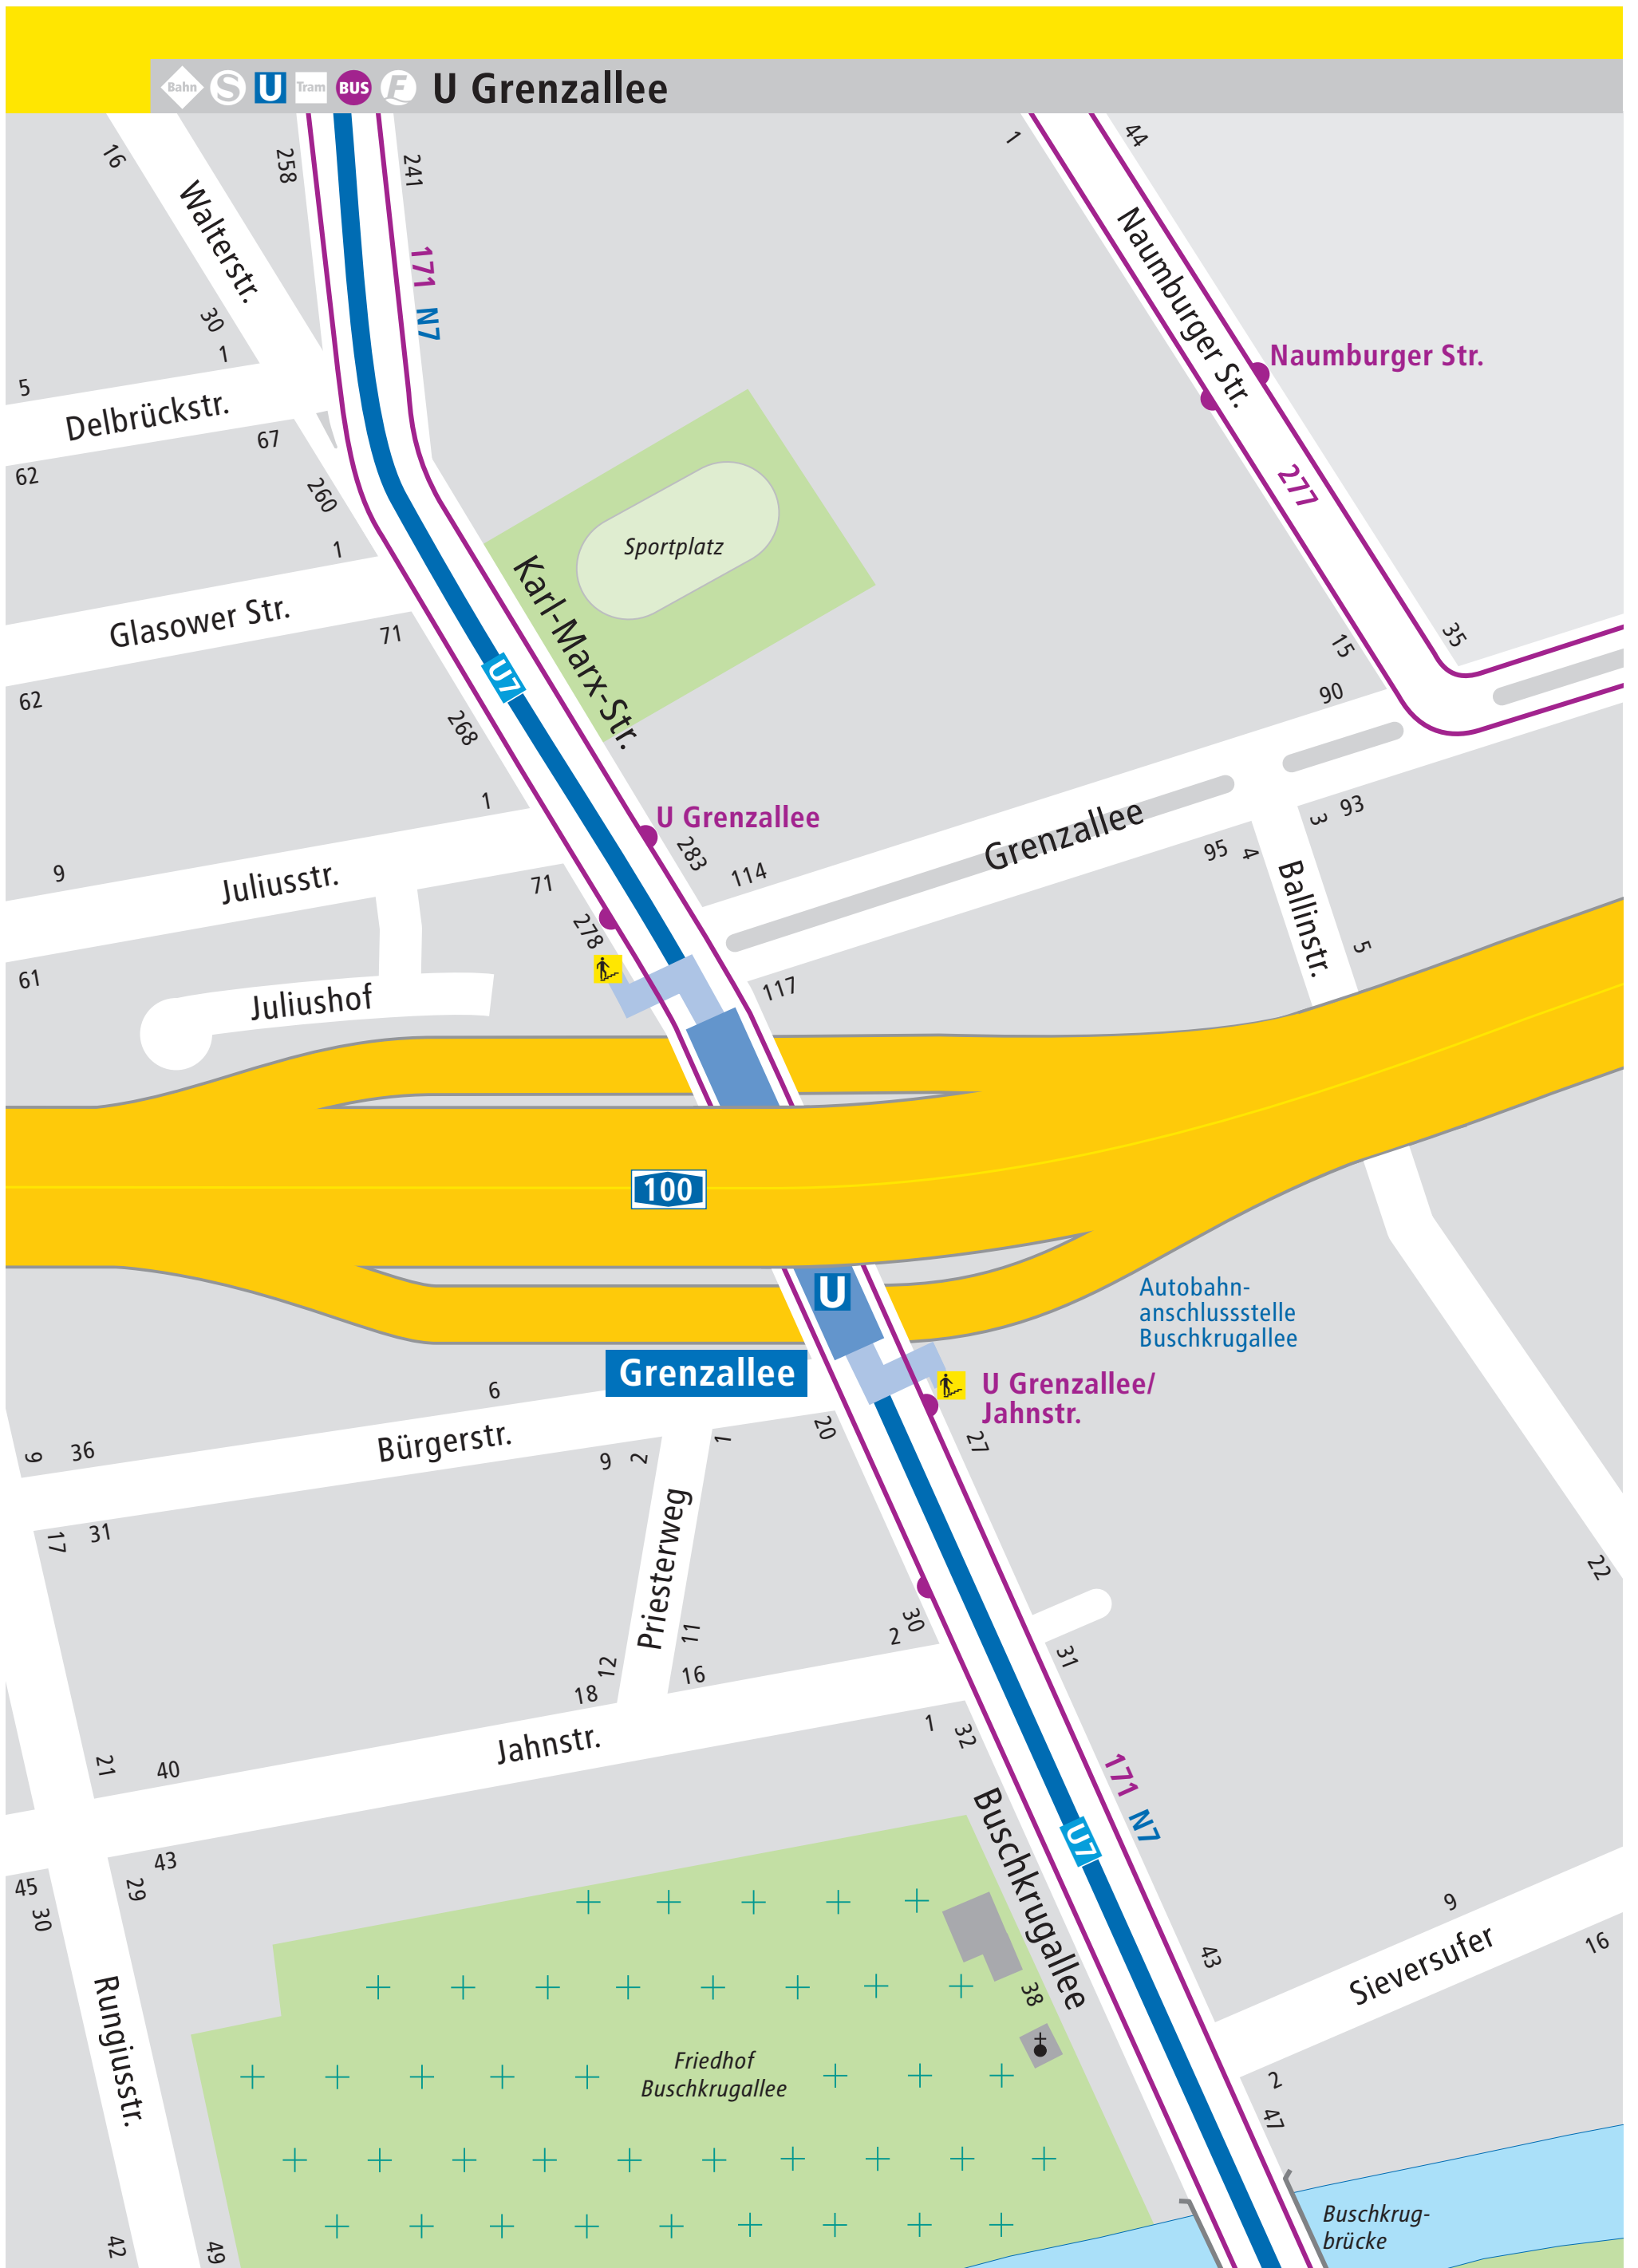 Bahn S U Tram BUS F U Grenzallee
16
258
241
1
44
Walterstr.
171 N7
Naumburger Str.
Naumburger Str.
30
1
5
Delbrückstr.
67
62
260
277
1
Sportplatz
Karl-Marx-Str.
Glasower Str.
71
62
U7
268
15
35
90
1
U Grenzallee
283
114
Grenzallee
93
3
95
4
9
Juliusstr.
71
278
Ballinstr.
5
61
Juliushof
117
100
U
Autobahn-
anschlussstelle
Buschkrugallee
Grenzallee
U Grenzallee/
Jahnstr.
6
Bürgerstr.
9
36
9
2
1
20
27
17
31
Priesterweg
22
30
2
11
12
16
18
31
1
32
Jahnstr.
21
40
171 N7
U7
Buschkrugallee
43
45
29
30
9
43
Sieversufer
16
Rungiusstr.
38
Friedhof
Buschkrugallee
2
47
Buschkrug-
brücke
42
49